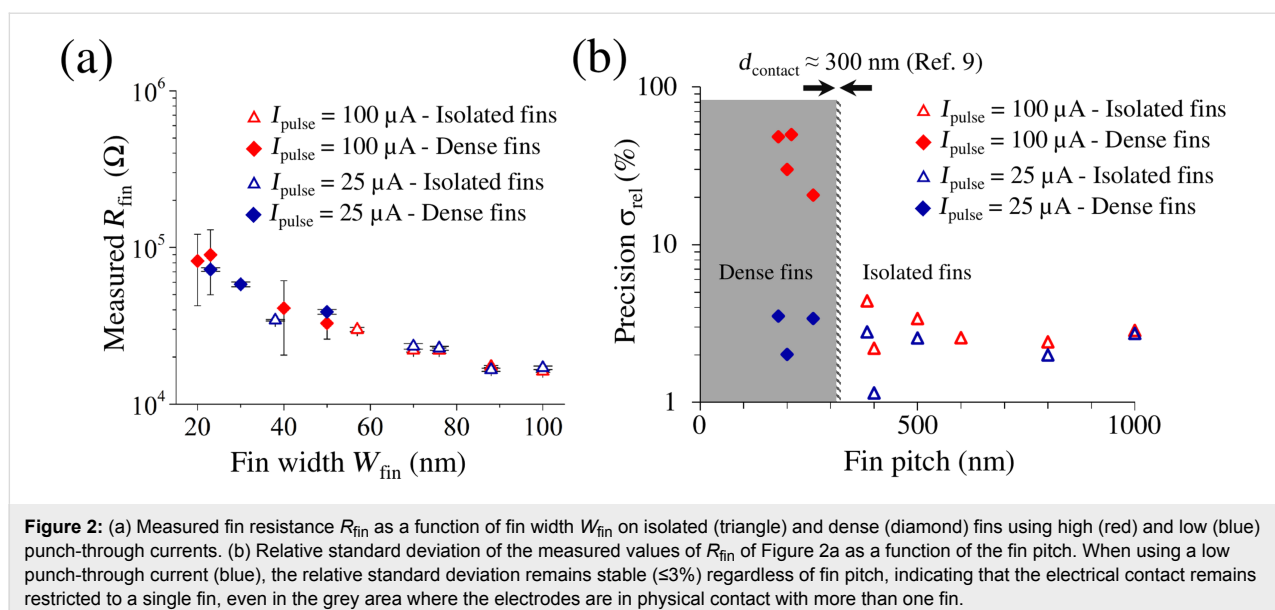 (a)
Measured R_fin (Ω)
10^6
10^5
10^4
I_pulse = 100 µA - Isolated fins
I_pulse = 100 µA - Dense fins
I_pulse = 25 µA - Isolated fins
I_pulse = 25 µA - Dense fins
20 40 60 80 100
Fin width W_fin (nm)
(b)
d_contact ≈ 300 nm (Ref. 9)
Precision σ_rel (%)
100
10
1
I_pulse = 100 µA - Isolated fins
I_pulse = 100 µA - Dense fins
I_pulse = 25 µA - Isolated fins
I_pulse = 25 µA - Dense fins
Dense fins Isolated fins
0 500 1000
Fin pitch (nm)
Figure 2: (a) Measured fin resistance R_fin as a function of fin width W_fin on isolated (triangle) and dense (diamond) fins using high (red) and low (blue)
punch-through currents. (b) Relative standard deviation of the measured values of R_fin of Figure 2a as a function of the fin pitch. When using a low
punch-through current (blue), the relative standard deviation remains stable (≤3%) regardless of fin pitch, indicating that the electrical contact remains
restricted to a single fin, even in the grey area where the electrodes are in physical contact with more than one fin.